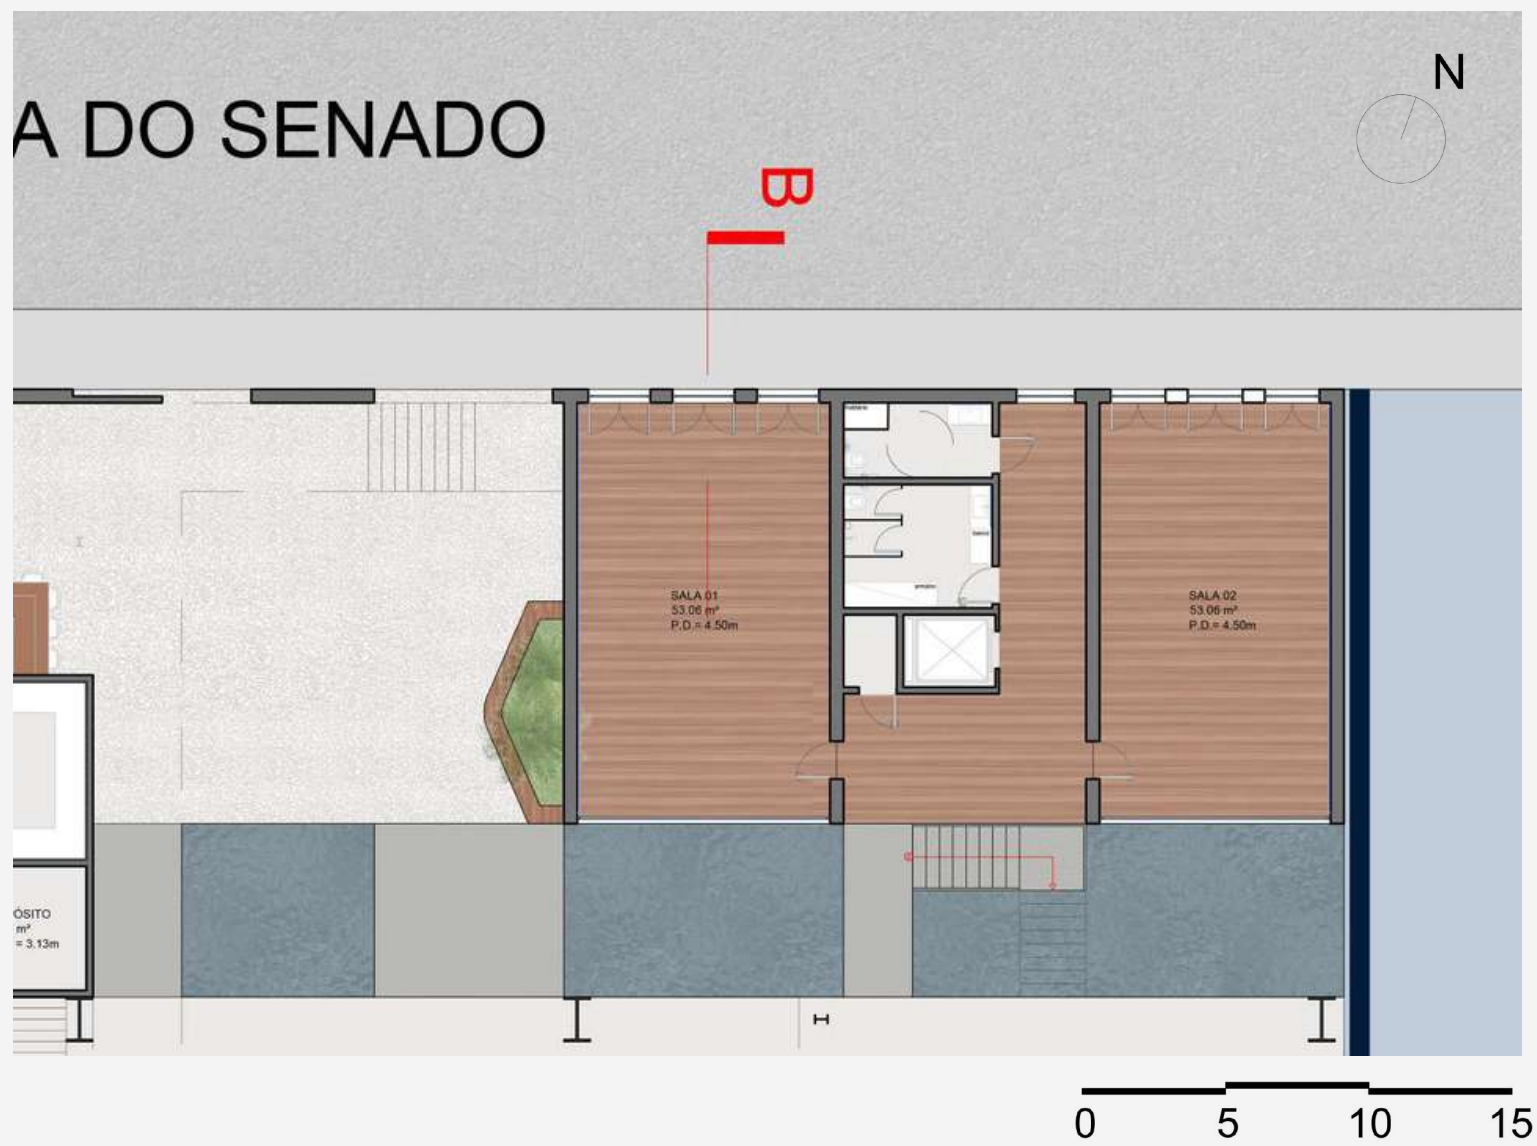 N
A DO SENADO
B
SALA 01
53.06 m²
P.D.= 4.50m
SALA 02
53.06 m²
P.D.= 4.50m
ÓSITO
m²
= 3.13m
0 5 10 15